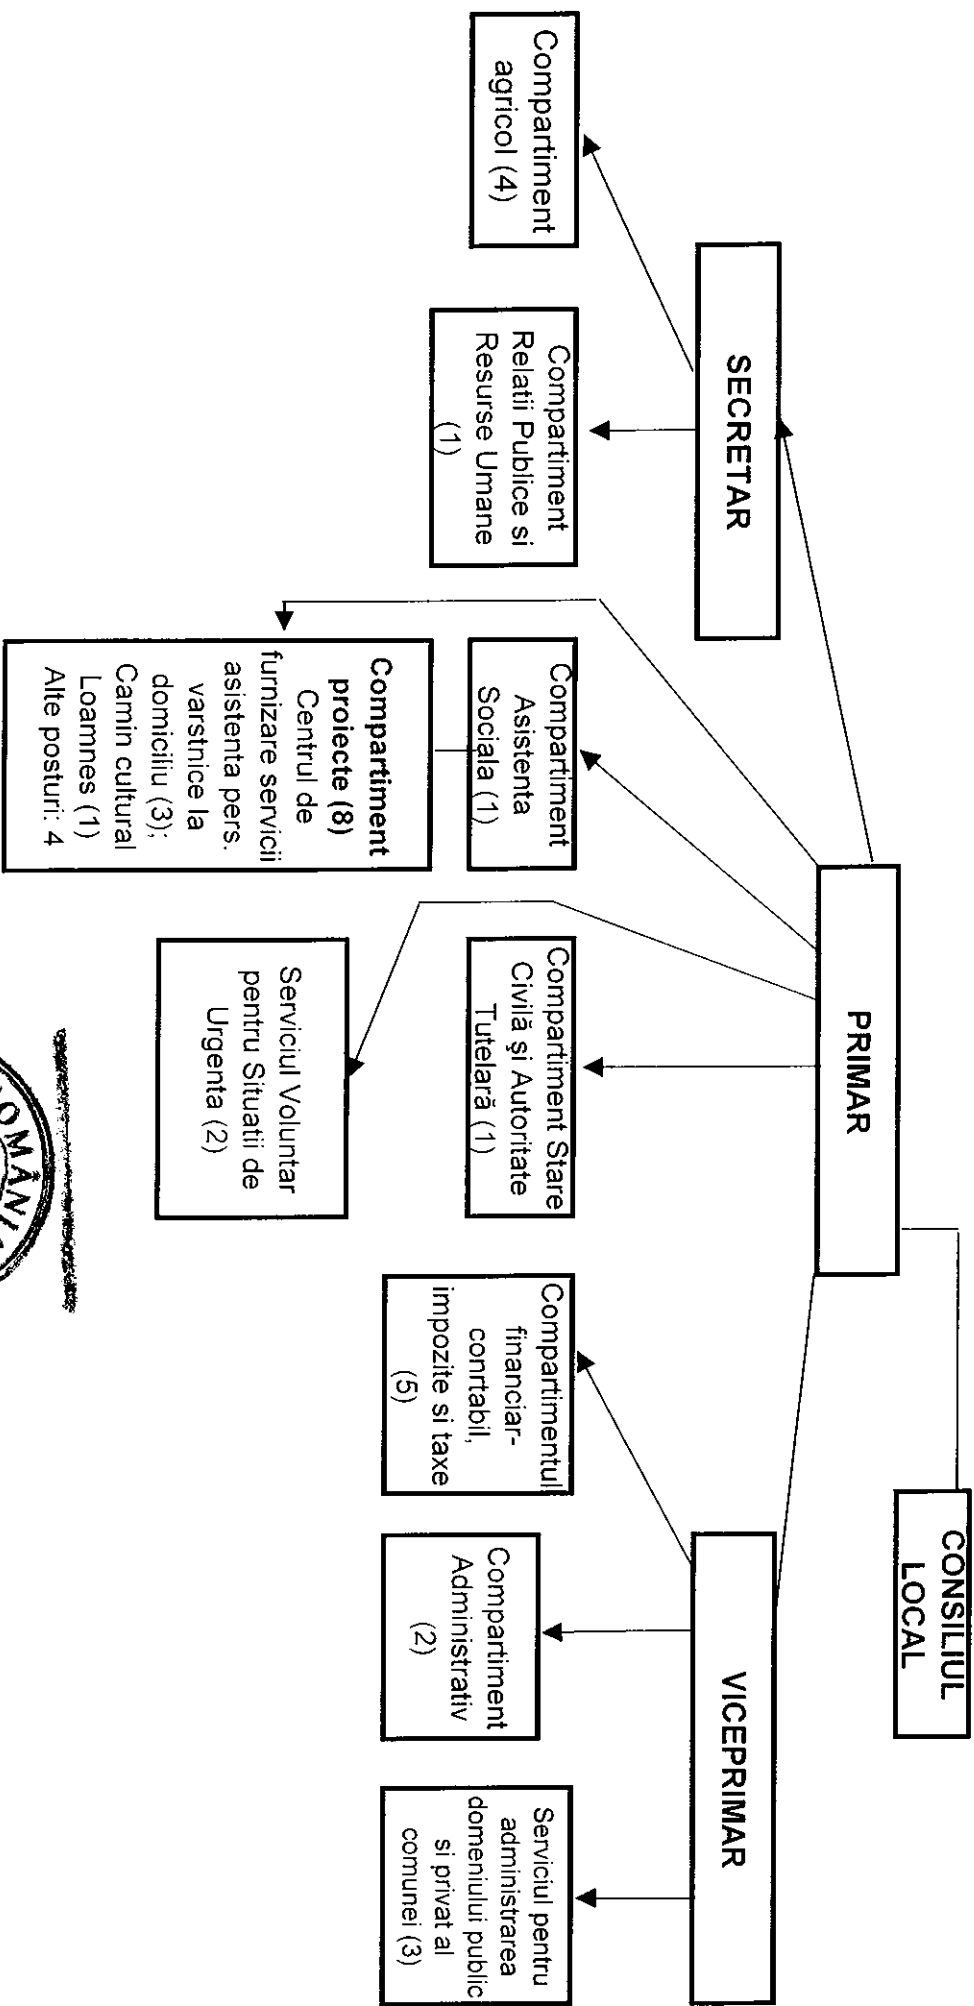 CONSILIUL
LOCAL
PRIMAR
SECRETAR
VICEPRIMAR
Compartiment
agricol (4)
Compartiment
Relatii Publice si
Resurse Umane
(1)
Compartiment
Asistenta
Sociala (1)
Compartiment
proiecte (8)
Centrul de
furnizare servicii
asistenta pers.
varstnice la
domiciliu (3);
Camin cultural
Loamnes (1)
Alte posturi: 4
Compartiment Stare
Civilă şi Autoritate
Tutelară (1)
Serviciul Voluntar
pentru Situatii de
Urgenta (2)
Compartimentul
financiar-
conrtabil,
impozite si taxe
(5)
Compartiment
Administrativ
(2)
Serviciul pentru
administrarea
domeniului public
si privat al
comunei (3)
ROMÂNIA